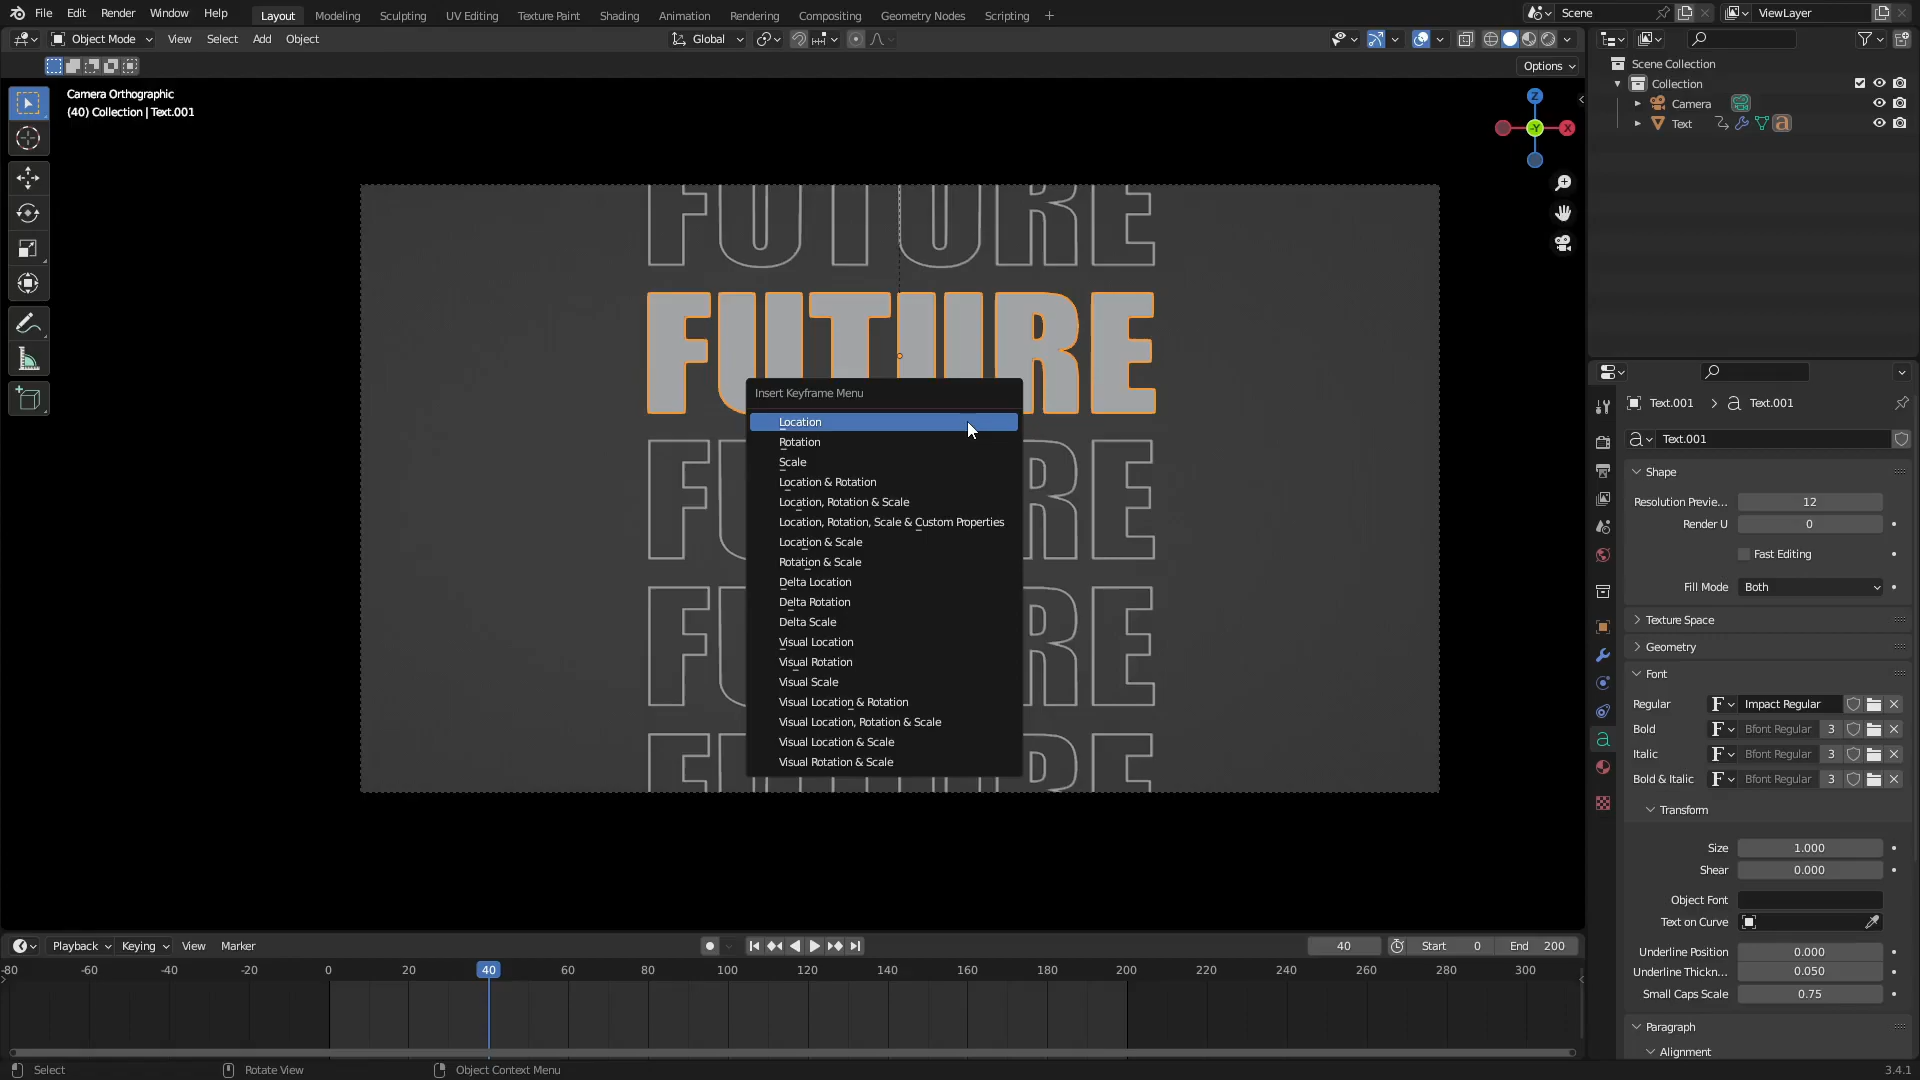 File Edit Render Window Help Layout Modeling Sculpting UV Editing Texture Paint Shading Animation Rendering Compositing Geometry Nodes Scripting + Scene ViewLayer
Object Mode View Select Add Object Global
Options
Camera Orthographic
(40) Collection | Text.001
Z
-Y X
Scene Collection
Collection
Camera
Text
FUTURE
FUTURE
Insert Keyframe Menu
Location
Rotation
Scale
Location & Rotation
Location, Rotation & Scale
Location, Rotation, Scale & Custom Properties
Location & Scale
Rotation & Scale
Delta Location
Delta Rotation
Delta Scale
Visual Location
Visual Rotation
Visual Scale
Visual Location & Rotation
Visual Location, Rotation & Scale
Visual Location & Scale
Visual Rotation & Scale
Text.001 > Text.001
Text.001
Shape
Resolution Previe... 12
Render U 0
Fast Editing
Fill Mode Both
Texture Space
Geometry
Font
Regular Impact Regular
Bold Bfont Regular 3
Italic Bfont Regular 3
Bold & Italic Bfont Regular 3
Transform
Size 1.000
Shear 0.000
Object Font
Text on Curve
Underline Position 0.000
Underline Thickn... 0.050
Small Caps Scale 0.75
Paragraph
Alignment
Playback Keying View Marker 40 Start 0 End 200
-80 -60 -40 -20 0 20 40 60 80 100 120 140 160 180 200 220 240 260 280 300
Select Rotate View Object Context Menu 3.4.1